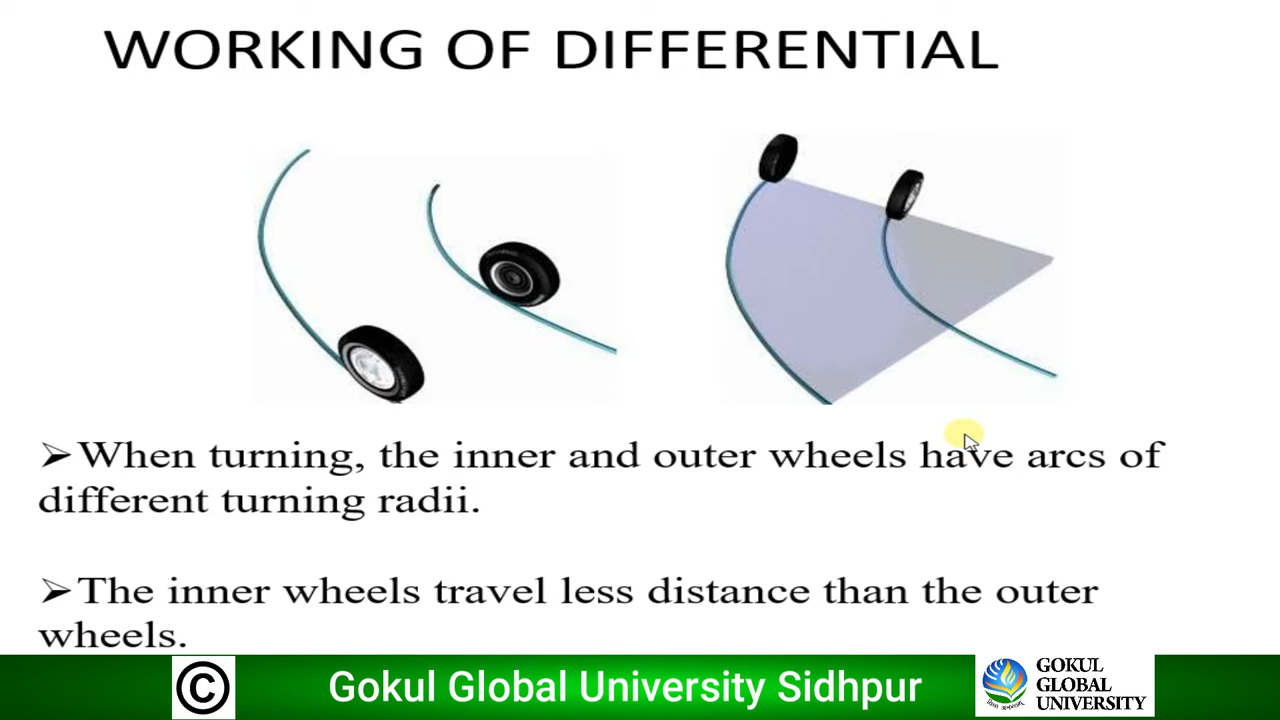 WORKING OF DIFFERENTIAL
➢When turning, the inner and outer wheels have arcs of
different turning radii.
➢The inner wheels travel less distance than the outer
wheels.
© Gokul Global University Sidhpur
GOKUL
GLOBAL
UNIVERSITY